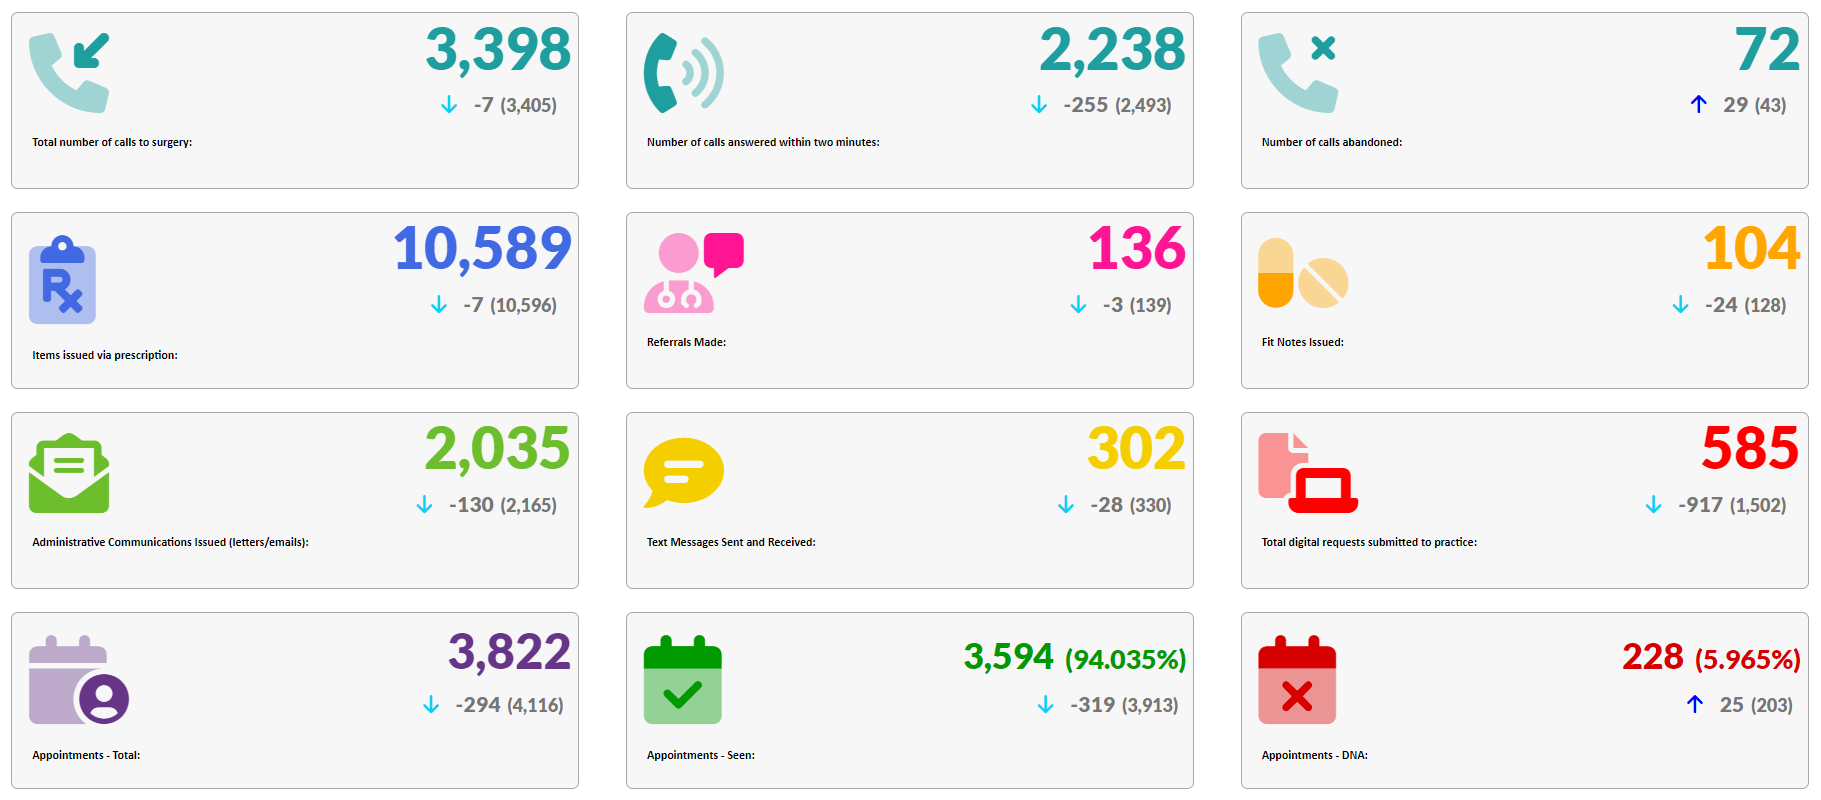 3,398
-7 (3,405)
Total number of calls to surgery:
2,238
-255 (2,493)
Number of calls answered within two minutes:
72
29 (43)
Number of calls abandoned:
Rx
10,589
-7 (10,596)
Items issued via prescription:
136
-3 (139)
Referrals Made:
104
-24 (128)
Fit Notes Issued:
2,035
-130 (2,165)
Administrative Communications Issued (letters/emails):
302
-28 (330)
Text Messages Sent and Received:
585
-917 (1,502)
Total digital requests submitted to practice:
3,822
-294 (4,116)
Appointments - Total:
3,594 (94.035%)
-319 (3,913)
Appointments - Seen:
228 (5.965%)
25 (203)
Appointments - DNA: